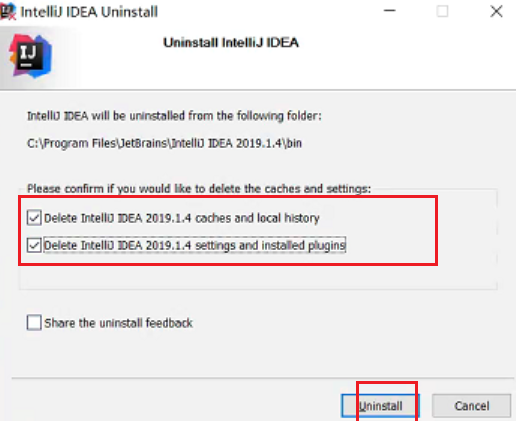 IntelliJ IDEA Uninstall
IJ
Uninstall IntelliJ IDEA
IntelliJ IDEA will be uninstalled from the following folder:
C:\Program Files\JetBrains\IntelliJ IDEA 2019.1.4\bin
Please confirm if you would like to delete the caches and settings:
Delete IntelliJ IDEA 2019.1.4 caches and local history
Delete IntelliJ IDEA 2019.1.4 settings and installed plugins
Share the uninstall feedback
Uninstall
Cancel